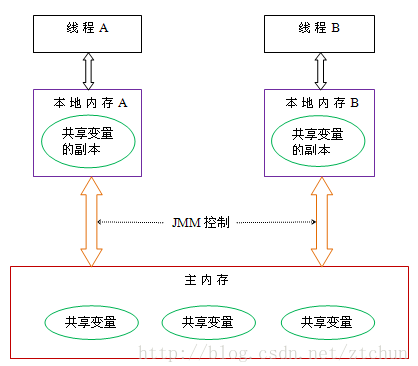 线程 A
线程 B
本地内存 A
本地内存 B
共享变量
的副本
共享变量
的副本
JMM 控制
主内存
共享变量
共享变量
共享变量
http://blog.csdn.net/ztchun